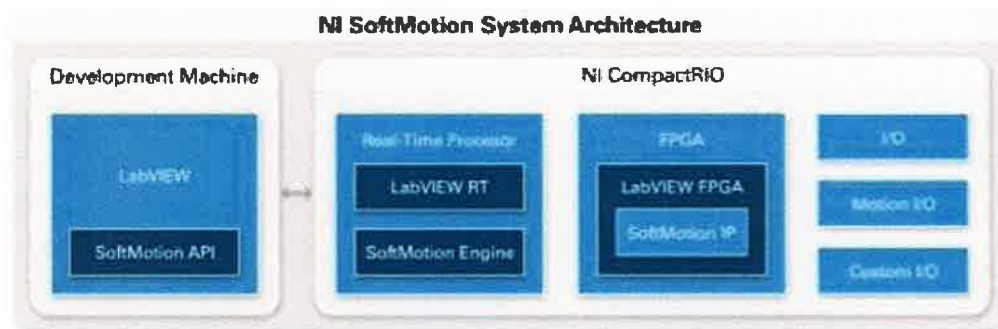 NI SoftMotion System Architecture
Development Machine
LabVIEW
SoftMotion API
NI CompactRIO
Real-Time Processor
LabVIEW RT
SoftMotion Engine
FPGA
LabVIEW FPGA
SoftMotion IP
I/O
Motion I/O
Custom I/O